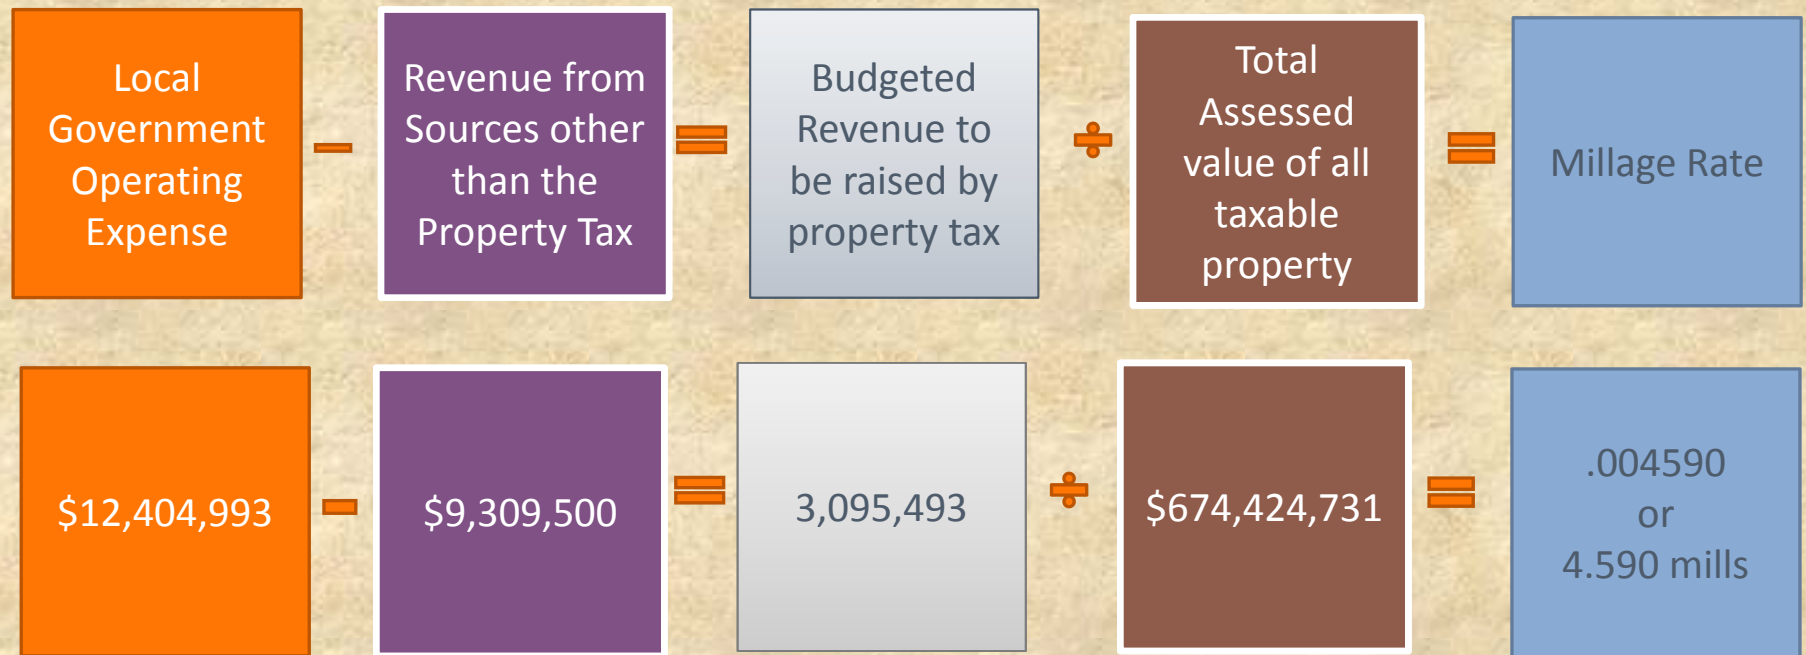 Local
Government
Operating
Expense
−
Revenue from
Sources other
than the
Property Tax
=
Budgeted
Revenue to
be raised by
property tax
÷
Total
Assessed
value of all
taxable
property
=
Millage Rate
$12,404,993
−
$9,309,500
=
3,095,493
÷
$674,424,731
=
.004590
or
4.590 mills